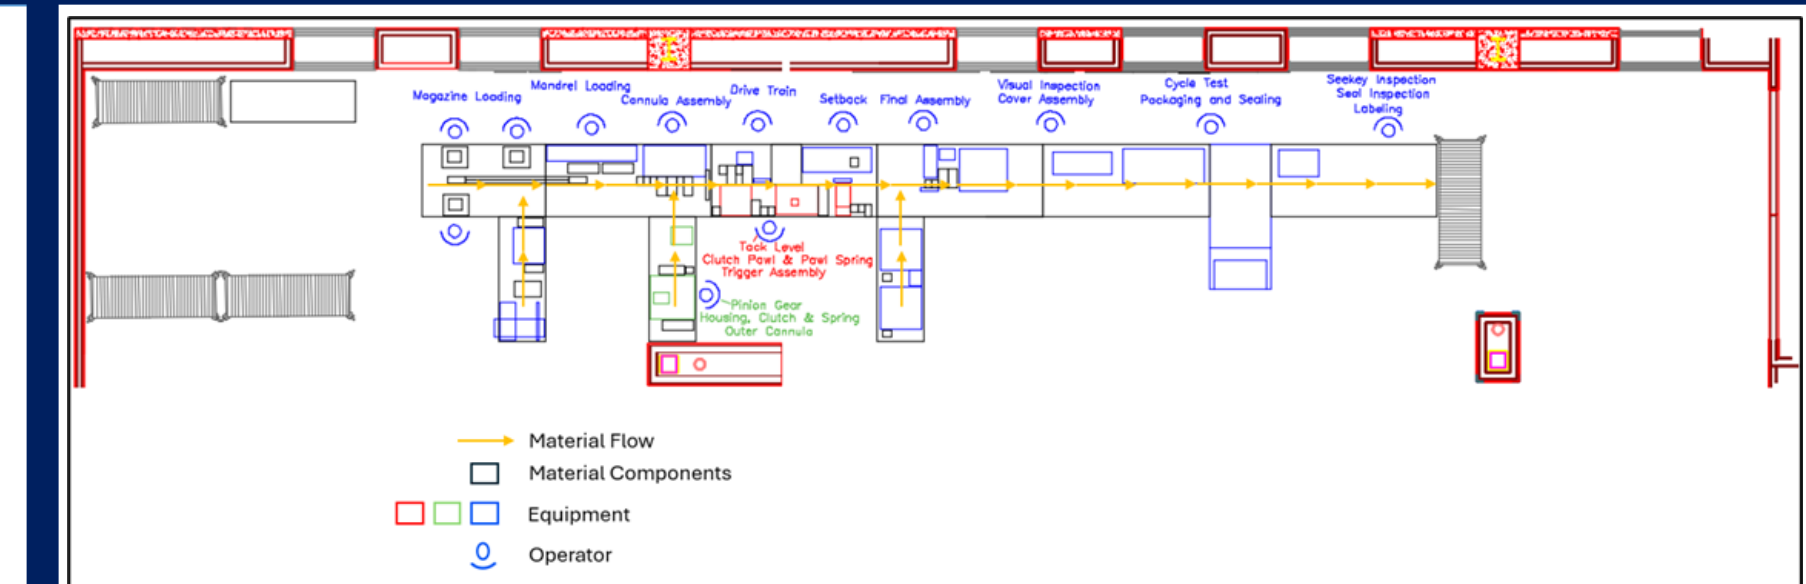 Magazine Loading
Mandrel Loading
Cannula Assembly
Drive Train
Setback
Final Assembly
Visual Inspection
Cover Assembly
Cycle Test
Packaging and Sealing
Seekey Inspection
Seal Inspection
Labeling
Tack Level
Clutch Pawl & Pawl Spring
Trigger Assembly
Pinion Gear
Housing, Clutch & Spring
Outer Cannula
Material Flow
Material Components
Equipment
Operator